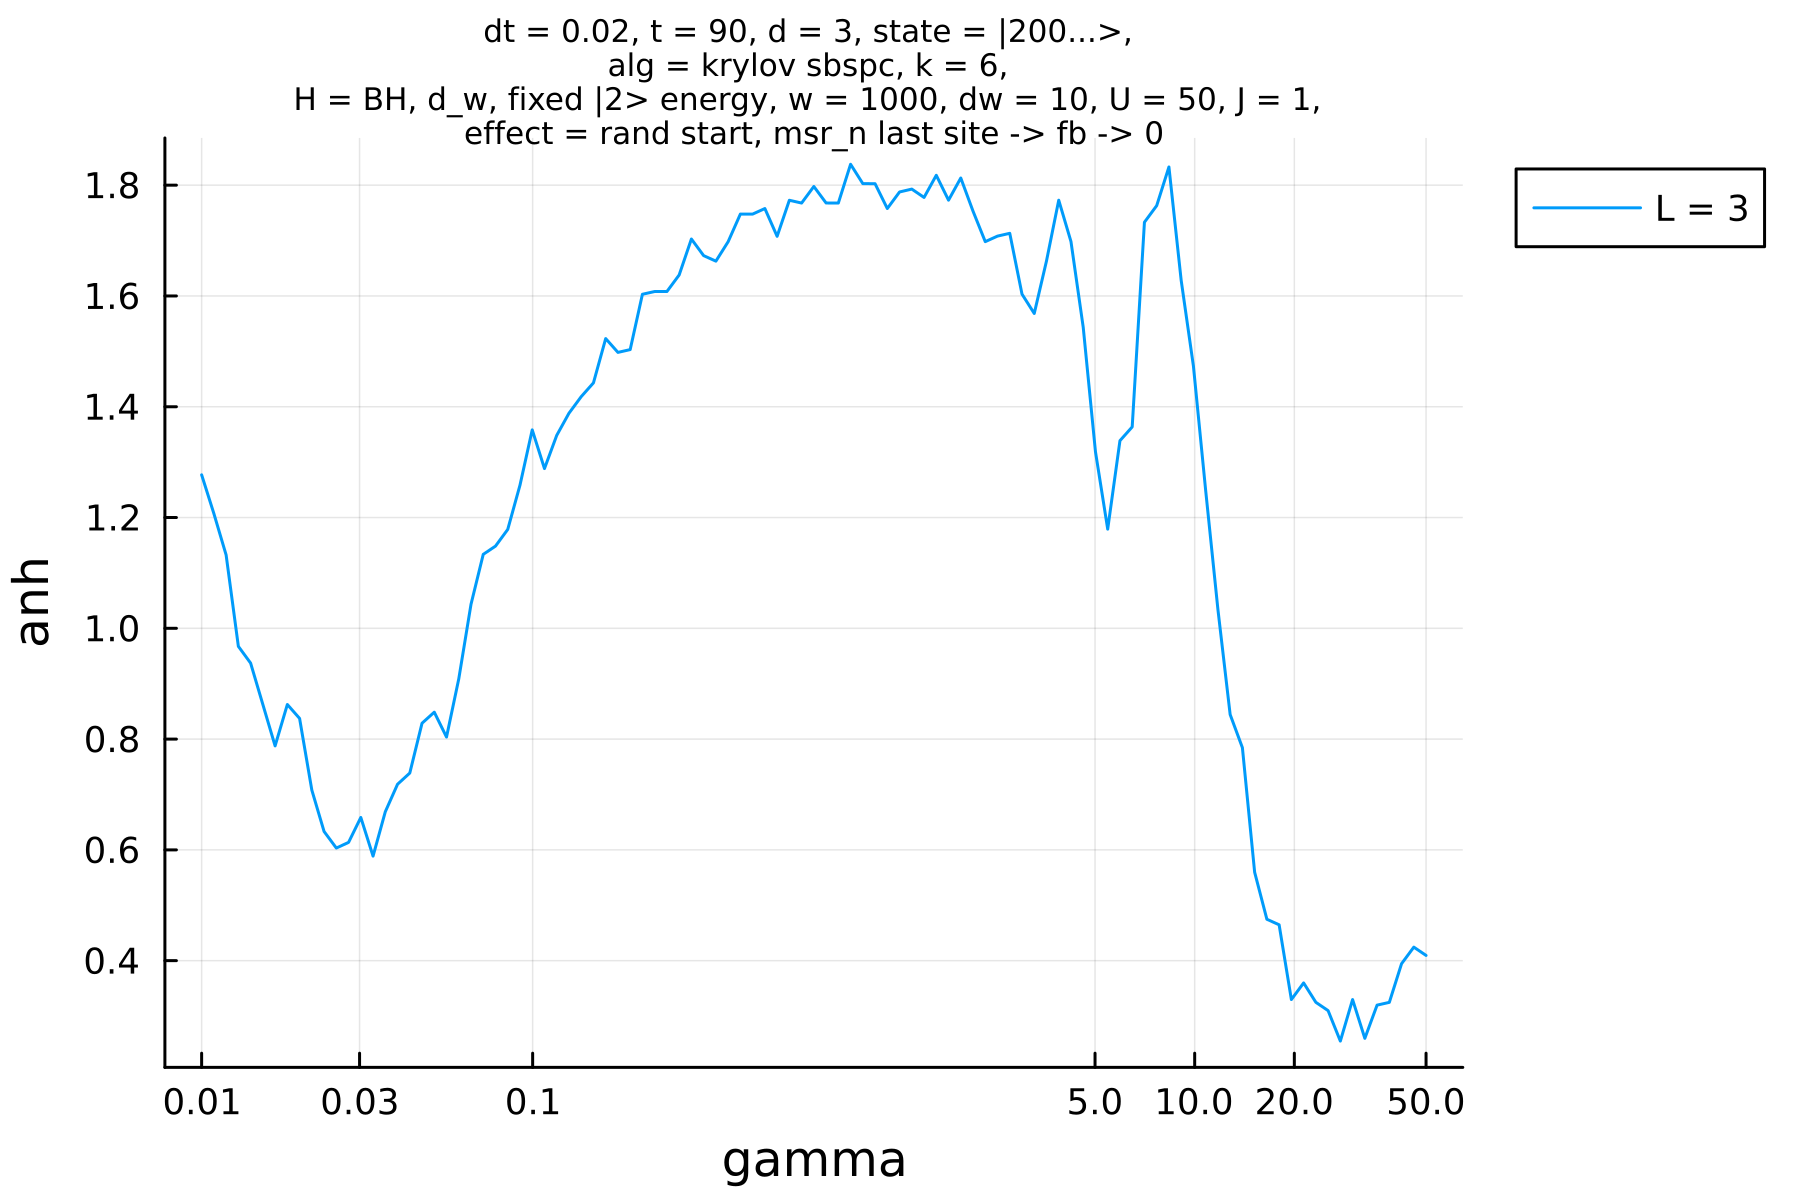 dt = 0.02, t = 90, d = 3, state = |200...>,
alg = krylov sbspc, k = 6,
H = BH, d_w, fixed |2> energy, w = 1000, dw = 10, U = 50, J = 1,
effect = rand start, msr_n last site -> fb -> 0
L = 3
1.8
1.6
1.4
1.2
1.0
0.8
0.6
0.4
anh
0.01 0.03 0.1 5.0 10.0 20.0 50.0
gamma